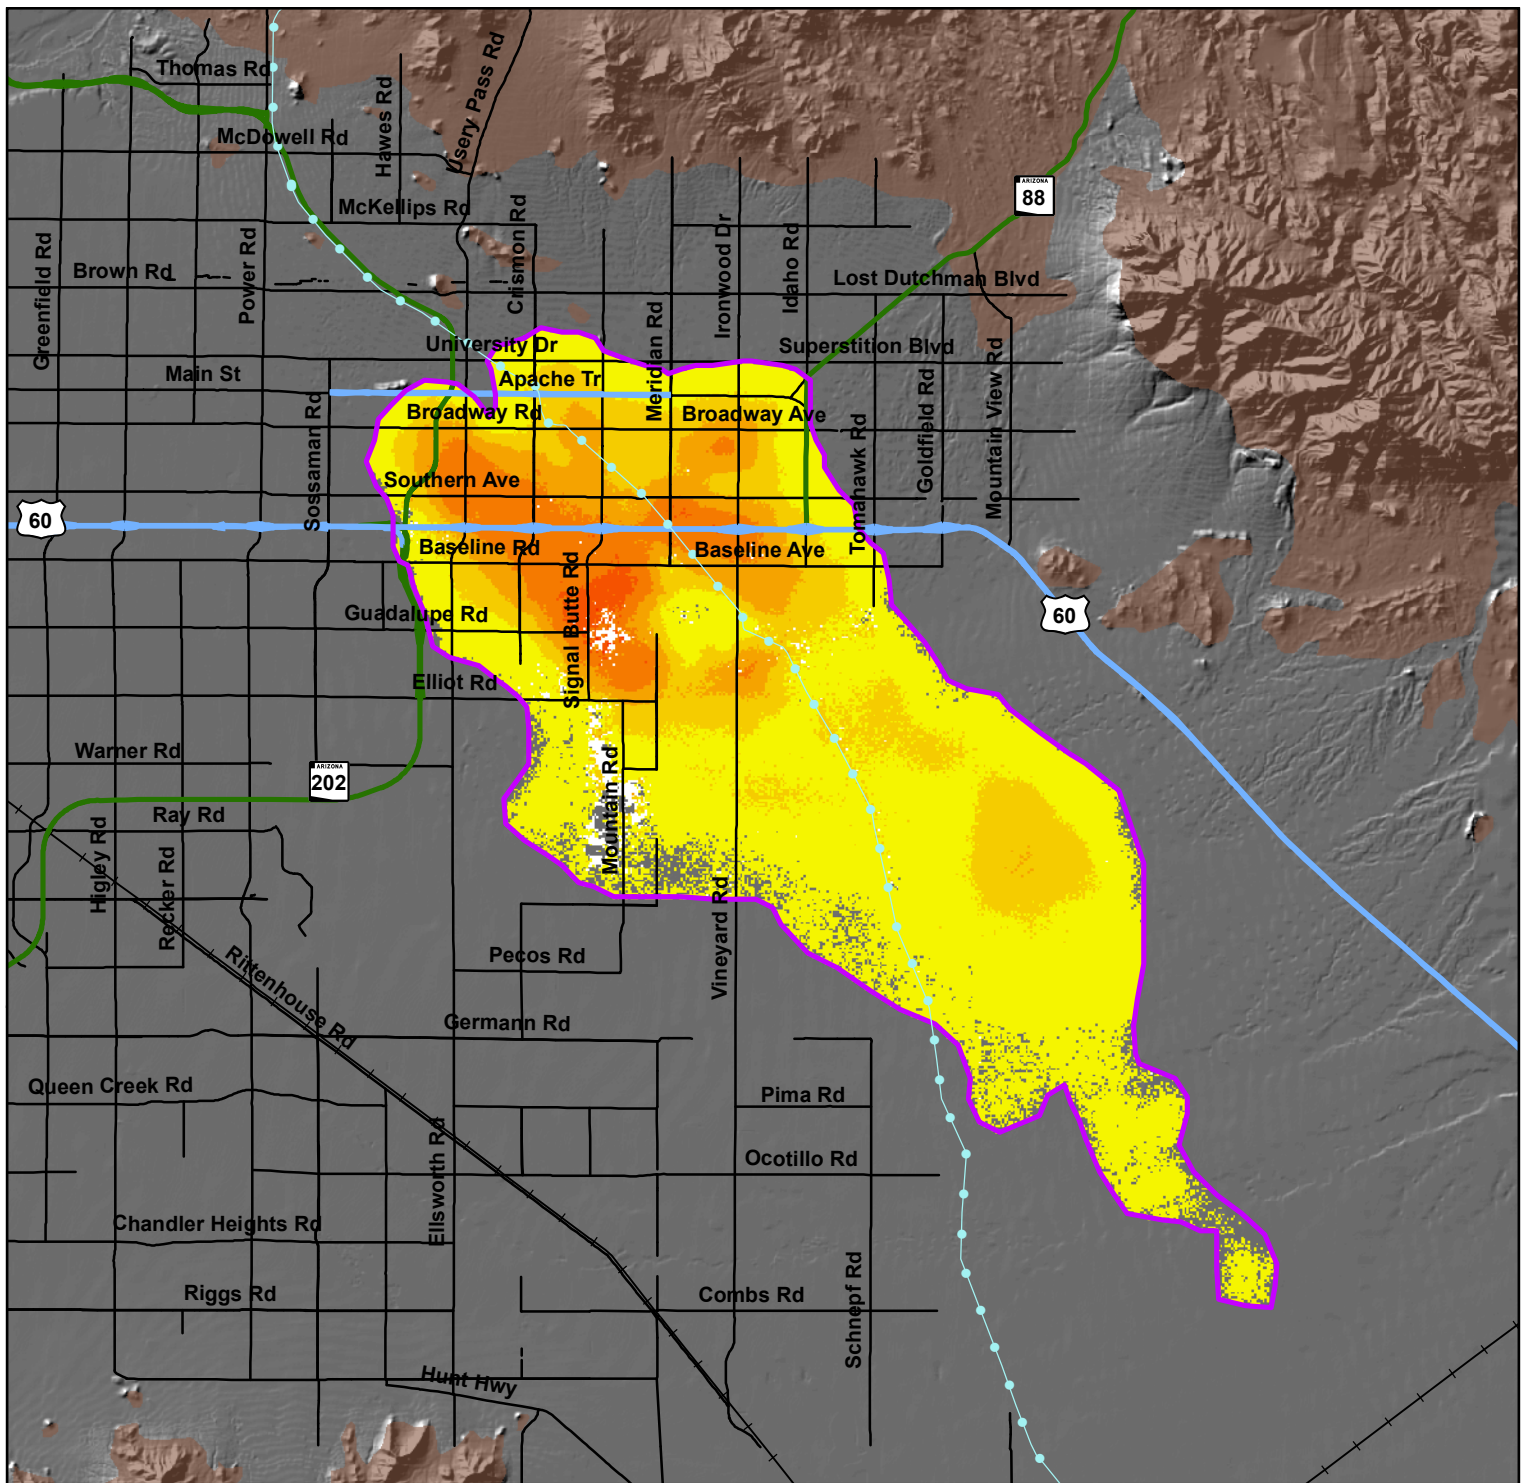 Thomas Rd
McDowell Rd
Hawes Rd
Usery Pass Rd
McKellips Rd
ARIZONA
88
Greenfield Rd
Brown Rd
Power Rd
Crismon Rd
Ironwood Dr
Idaho Rd
Lost Dutchman Blvd
Meridian Rd
University Dr
Superstition Blvd
Main St
Apache Tr
Mountain View Rd
Goldfield Rd
Broadway Rd
Broadway Ave
Sossaman Rd
Tomahawk Rd
Southern Ave
60
Baseline Rd
Baseline Ave
Signal Butte Rd
Guadalupe Rd
60
Elliot Rd
Warner Rd
ARIZONA
202
Mountain Rd
Ray Rd
Higley Rd
Recker Rd
Vineyard Rd
Rittenhouse Rd
Pecos Rd
Germann Rd
Queen Creek Rd
Pima Rd
Ellsworth Rd
Ocotillo Rd
Chandler Heights Rd
Schnepf Rd
Riggs Rd
Combs Rd
Hunt Hwy